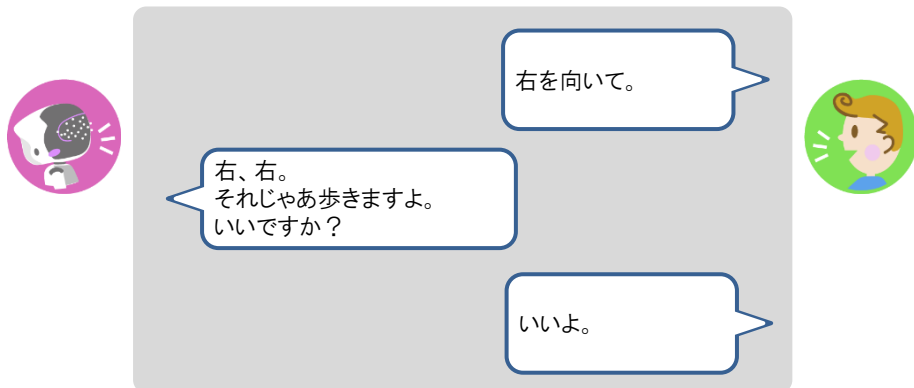 右を向いて。
右、右。
それじゃあ歩きますよ。
いいですか？
いいよ。